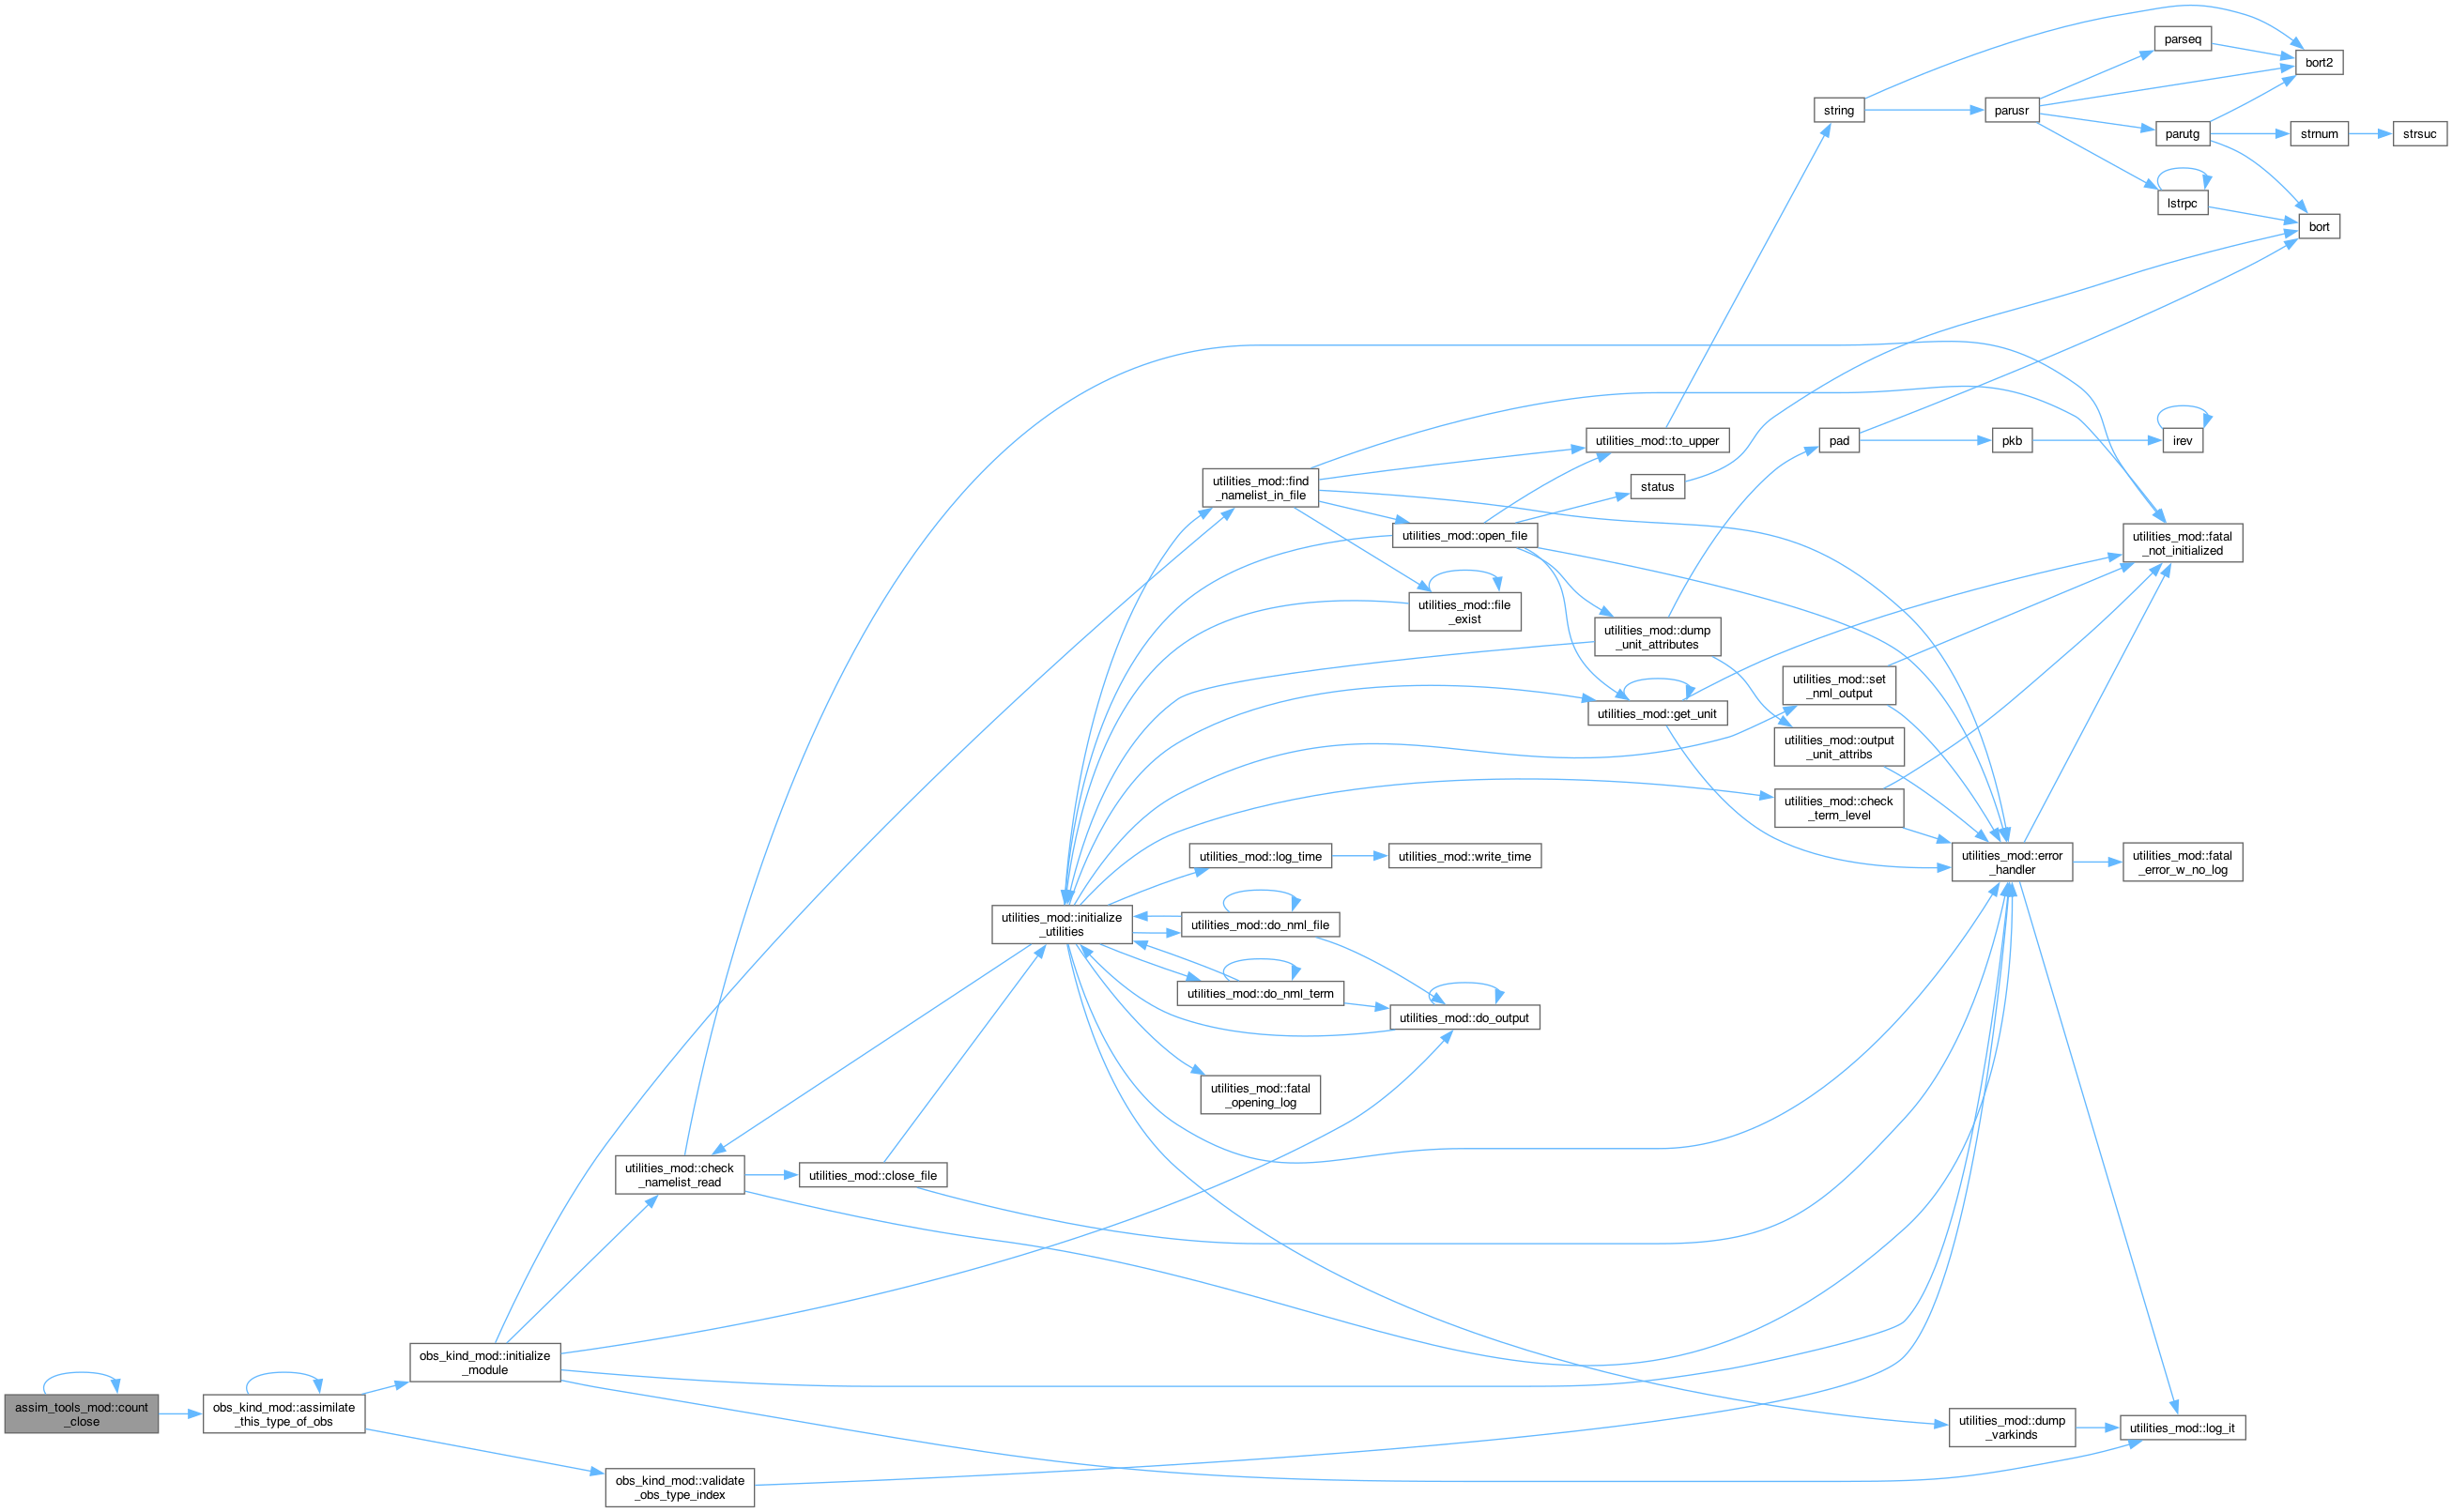 parseq
bort2
string
parusr
parutg
strnum
strsuc
lstrpc
bort
utilities_mod::to_upper
pad
pkb
irev
utilities_mod::find
_namelist_in_file
status
utilities_mod::open_file
utilities_mod::fatal
_not_initialized
utilities_mod::file
_exist
utilities_mod::dump
_unit_attributes
utilities_mod::set
_nml_output
utilities_mod::get_unit
utilities_mod::output
_unit_attribs
utilities_mod::check
_term_level
utilities_mod::log_time
utilities_mod::write_time
utilities_mod::error
_handler
utilities_mod::fatal
_error_w_no_log
utilities_mod::initialize
_utilities
utilities_mod::do_nml_file
utilities_mod::do_nml_term
utilities_mod::do_output
utilities_mod::fatal
_opening_log
utilities_mod::check
_namelist_read
utilities_mod::close_file
obs_kind_mod::initialize
_module
assim_tools_mod::count
_close
obs_kind_mod::assimilate
_this_type_of_obs
utilities_mod::dump
_varkinds
utilities_mod::log_it
obs_kind_mod::validate
_obs_type_index